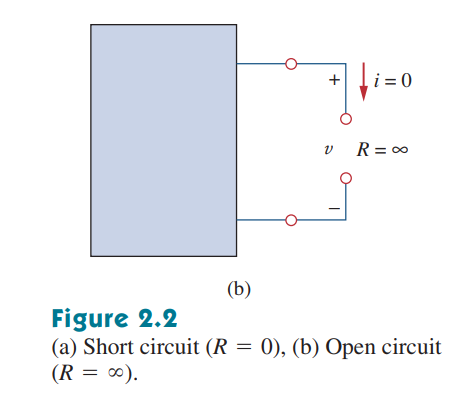 +
i = 0
v R = ∞
–
(b)
Figure 2.2
(a) Short circuit (R = 0), (b) Open circuit
(R = ∞).